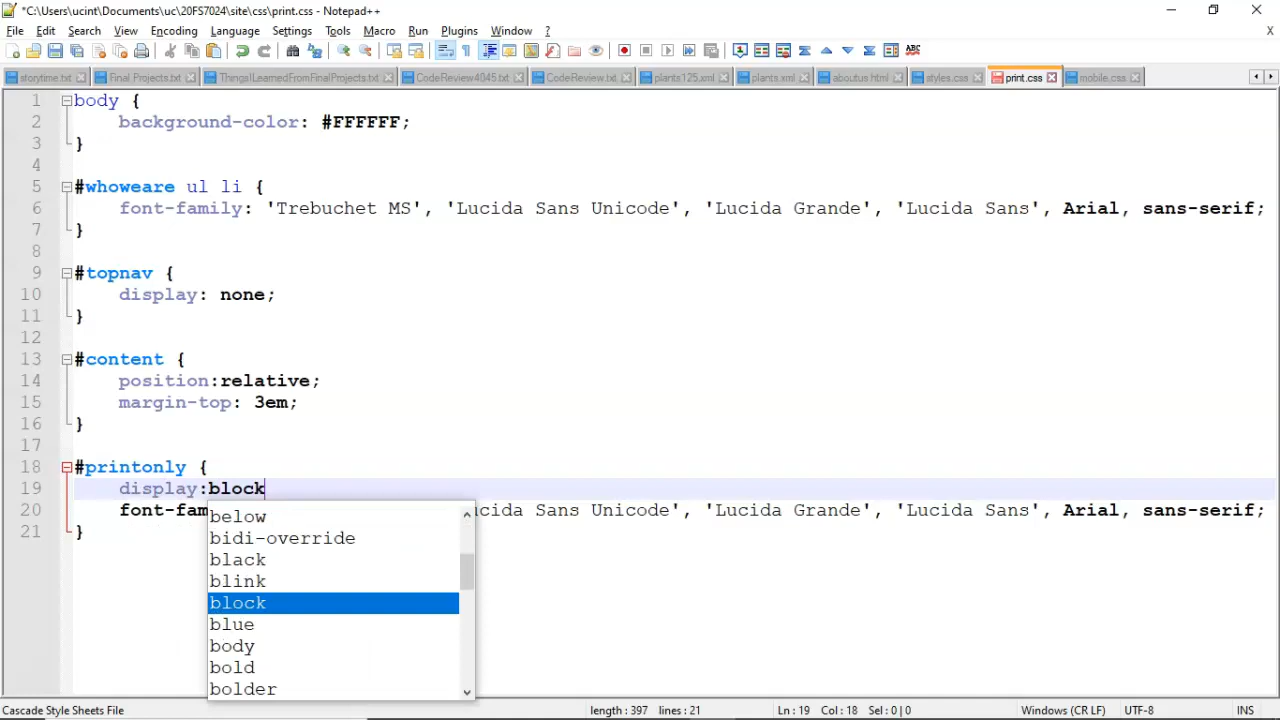 *C:\Users\ucint\Documents\uc\20FS7024\site\css\print.css - Notepad++
File Edit Search View Encoding Language Settings Tools Macro Run Plugins Window ? X
storytime.txt Final Projects.txt ThingsILearnedFromFinalProjects.txt CodeReview4045.txt CodeReview.txt plants125.xml plants.xml aboutus.html styles.css print.css mobile.css
1 body {
2 background-color: #FFFFFF;
3 }
4
5 #whoweare ul li {
6 font-family: 'Trebuchet MS', 'Lucida Sans Unicode', 'Lucida Grande', 'Lucida Sans', Arial, sans-serif;
7 }
8
9 #topnav {
10 display: none;
11 }
12
13 #content {
14 position:relative;
15 margin-top: 3em;
16 }
17
18 #printonly {
19 display:block
20 font-fam ucida Sans Unicode', 'Lucida Grande', 'Lucida Sans', Arial, sans-serif;
21 }
below
bidi-override
black
blink
block
blue
body
bold
bolder
Cascade Style Sheets File length : 397 lines : 21 Ln : 19 Col : 18 Sel : 0 | 0 Windows (CR LF) UTF-8 INS